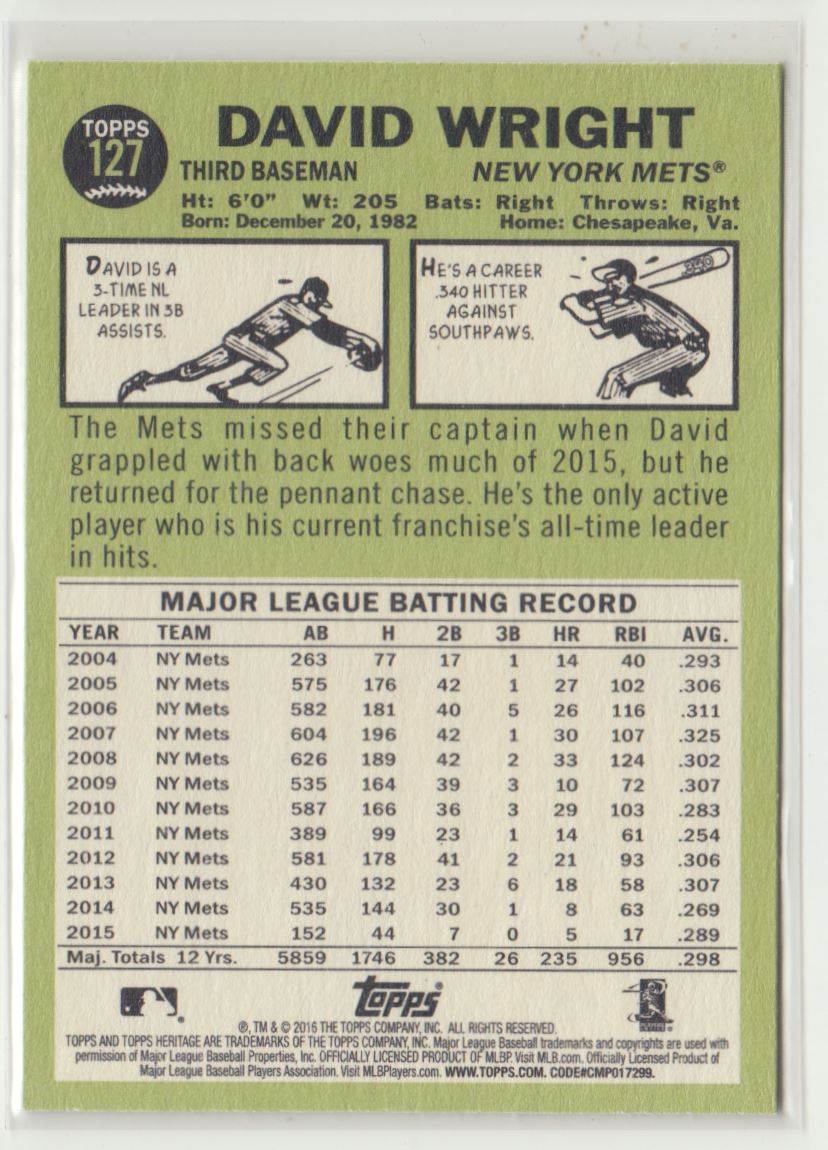 TOPPS
127
DAVID WRIGHT
THIRD BASEMAN NEW YORK METS®
Ht: 6'0" Wt: 205 Bats: Right Throws: Right
Born: December 20, 1982 Home: Chesapeake, Va.
DAVID IS A
3-TIME NL
LEADER IN 3B
ASSISTS.
HE'S A CAREER
.340 HITTER
AGAINST
SOUTHPAWS.
.340
The Mets missed their captain when David
grappled with back woes much of 2015, but he
returned for the pennant chase. He's the only active
player who is his current franchise's all-time leader
in hits.
MAJOR LEAGUE BATTING RECORD
YEAR TEAM AB H 2B 3B HR RBI AVG.
2004 NY Mets 263 77 17 1 14 40 .293
2005 NY Mets 575 176 42 1 27 102 .306
2006 NY Mets 582 181 40 5 26 116 .311
2007 NY Mets 604 196 42 1 30 107 .325
2008 NY Mets 626 189 42 2 33 124 .302
2009 NY Mets 535 164 39 3 10 72 .307
2010 NY Mets 587 166 36 3 29 103 .283
2011 NY Mets 389 99 23 1 14 61 .254
2012 NY Mets 581 178 41 2 21 93 .306
2013 NY Mets 430 132 23 6 18 58 .307
2014 NY Mets 535 144 30 1 8 63 .269
2015 NY Mets 152 44 7 0 5 17 .289
Maj. Totals 12 Yrs. 5859 1746 382 26 235 956 .298
topps®
®, TM & © 2016 THE TOPPS COMPANY, INC. ALL RIGHTS RESERVED.
TOPPS AND TOPPS HERITAGE ARE TRADEMARKS OF THE TOPPS COMPANY, INC. Major League Baseball trademarks and copyrights are used with
permission of Major League Baseball Properties, Inc. OFFICIALLY LICENSED PRODUCT OF MLBP. Visit MLB.com. Officially Licensed Product of
Major League Baseball Players Association. Visit MLBPlayers.com. WWW.TOPPS.COM. CODE#CMP017299.